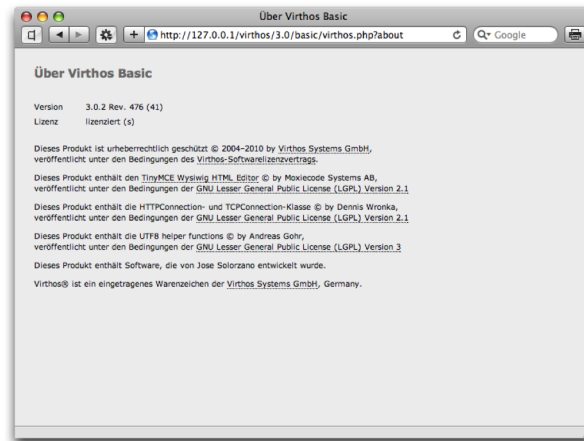 Über Virthos Basic
http://127.0.0.1/virthos/3.0/basic/virthos.php?about
Google
Über Virthos Basic
Version 3.0.2 Rev. 476 (41)
Lizenz lizenziert (s)
Dieses Produkt ist urheberrechtlich geschützt © 2004–2010 by Virthos Systems GmbH,
veröffentlicht unter den Bedingungen des Virthos-Softwarelizenzvertrags.
Dieses Produkt enthält den TinyMCE Wysiwig HTML Editor © by Moxiecode Systems AB,
veröffentlicht unter den Bedingungen der GNU Lesser General Public License (LGPL) Version 2.1
Dieses Produkt enthält die HTTPConnection- und TCPConnection-Klasse © by Dennis Wronka,
veröffentlicht unter den Bedingungen der GNU Lesser General Public License (LGPL) Version 2.1
Dieses Produkt enthält die UTF8 helper functions © by Andreas Gohr,
veröffentlicht unter den Bedingungen der GNU Lesser General Public License (LGPL) Version 3
Dieses Produkt enthält Software, die von Jose Solorzano entwickelt wurde.
Virthos® ist ein eingetragenes Warenzeichen der Virthos Systems GmbH, Germany.